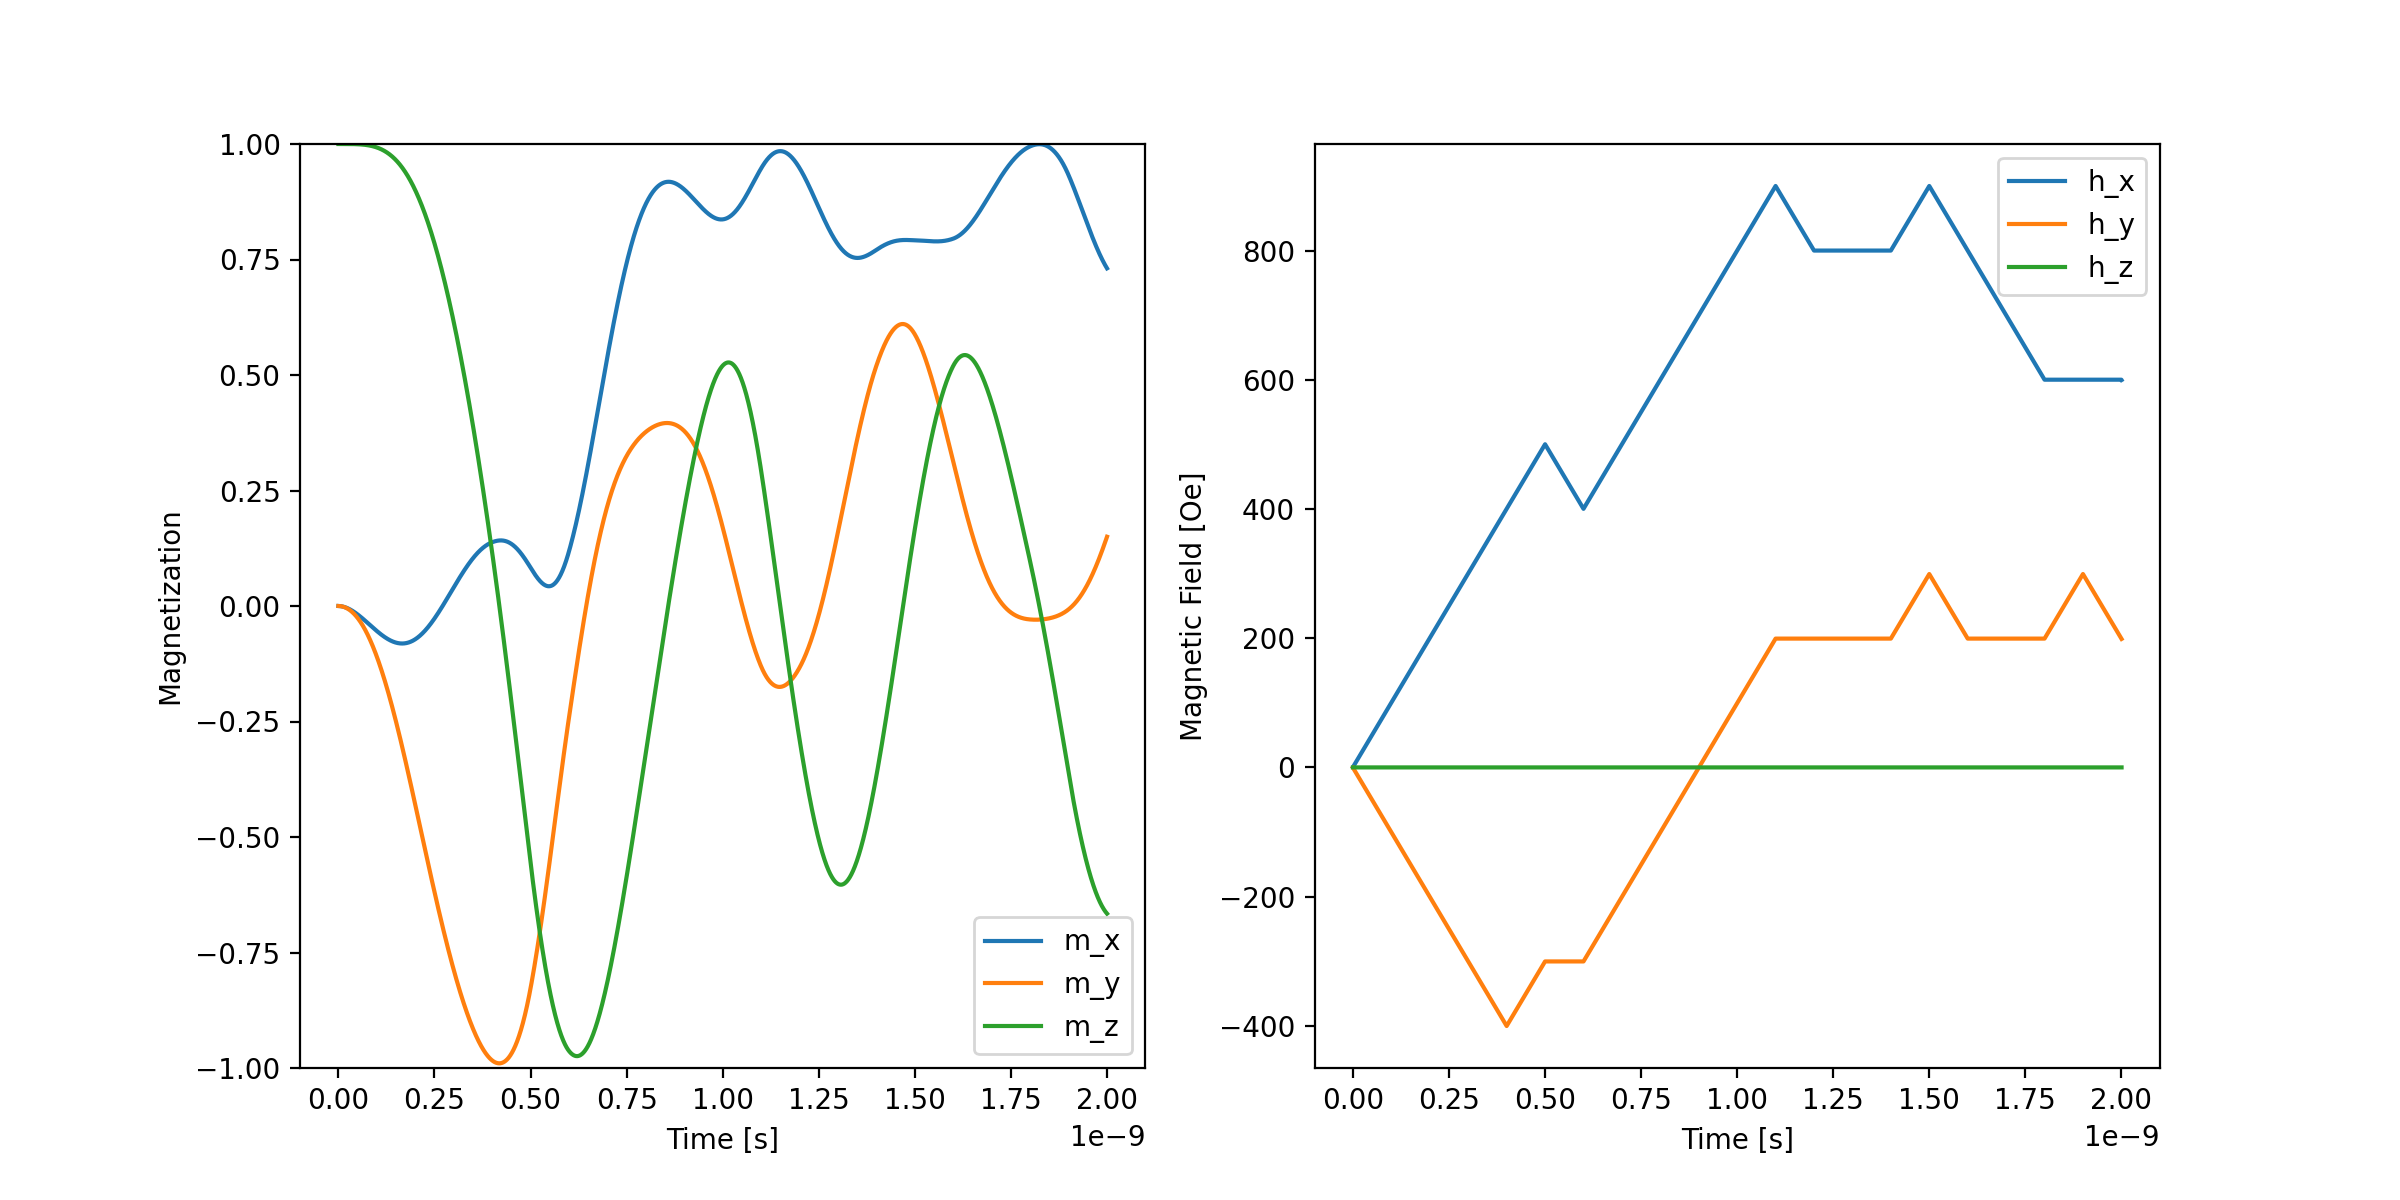 1.00
0.75
0.50
0.25
0.00
−0.25
−0.50
−0.75
−1.00
Magnetization
0.00 0.25 0.50 0.75 1.00 1.25 1.50 1.75 2.00
Time [s]
1e−9
m_x
m_y
m_z
800
600
400
200
0
−200
−400
Magnetic Field [Oe]
0.00 0.25 0.50 0.75 1.00 1.25 1.50 1.75 2.00
Time [s]
1e−9
h_x
h_y
h_z